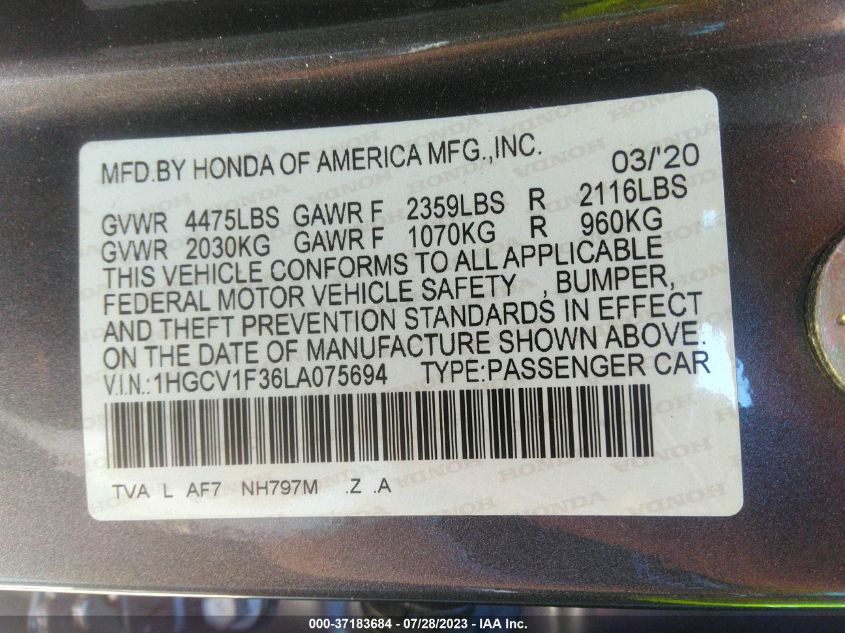 MFD.BY HONDA OF AMERICA MFG.,INC. 03/'20
GVWR 4475LBS GAWR F 2359LBS R 2116LBS
GVWR 2030KG GAWR F 1070KG R 960KG
THIS VEHICLE CONFORMS TO ALL APPLICABLE
FEDERAL MOTOR VEHICLE SAFETY , BUMPER,
AND THEFT PREVENTION STANDARDS IN EFFECT
ON THE DATE OF MANUFACTURE SHOWN ABOVE.
V.I.N.:1HGCV1F36LA075694 TYPE:PASSENGER CAR
TVA L AF7 NH797M .Z .A
000-37183684 - 07/28/2023 - IAA Inc.